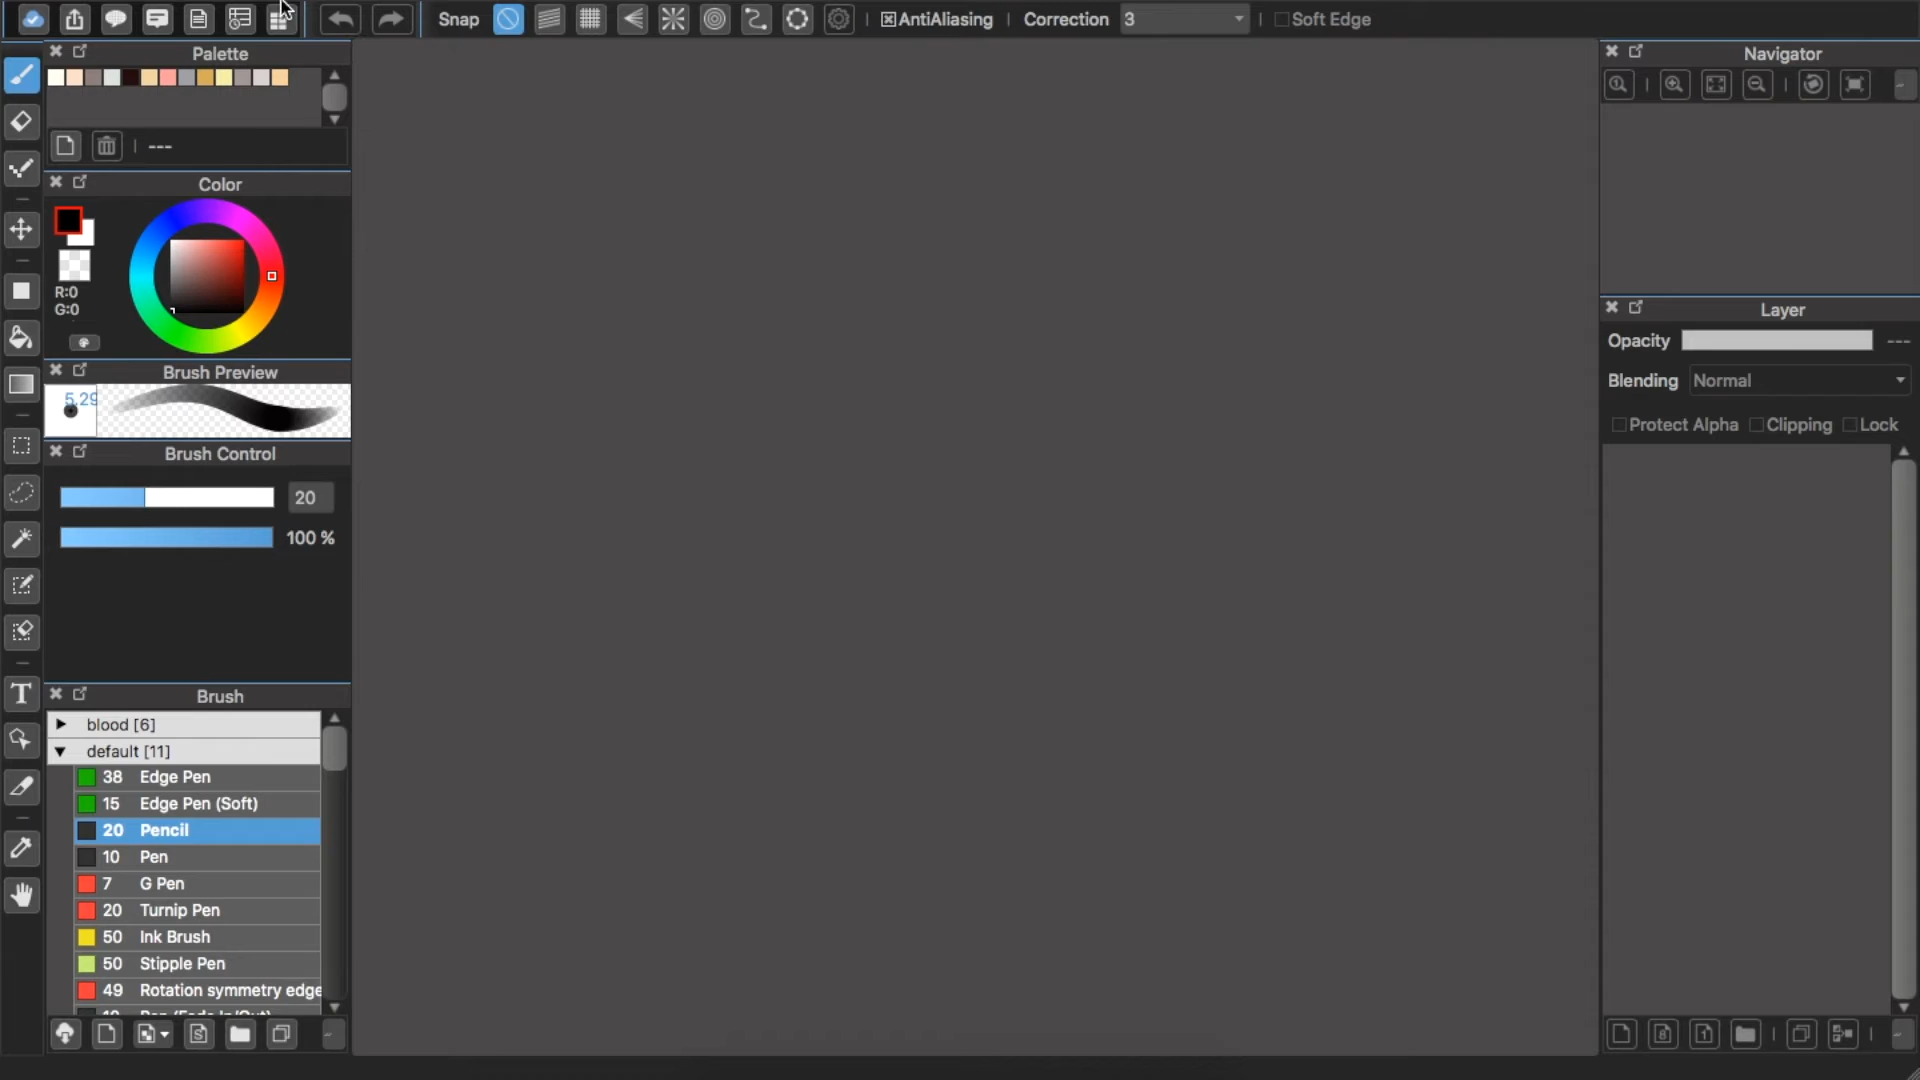 Snap
AntiAliasing
Correction 3
Soft Edge
Palette
---
Color
R:0
G:0
Brush Preview
5.29
Brush Control
20
100 %
Brush
blood [6]
default [11]
38 Edge Pen
15 Edge Pen (Soft)
20 Pencil
10 Pen
7 G Pen
20 Turnip Pen
50 Ink Brush
50 Stipple Pen
49 Rotation symmetry edge
T
Navigator
Layer
Opacity ---
Blending Normal
Protect Alpha Clipping Lock